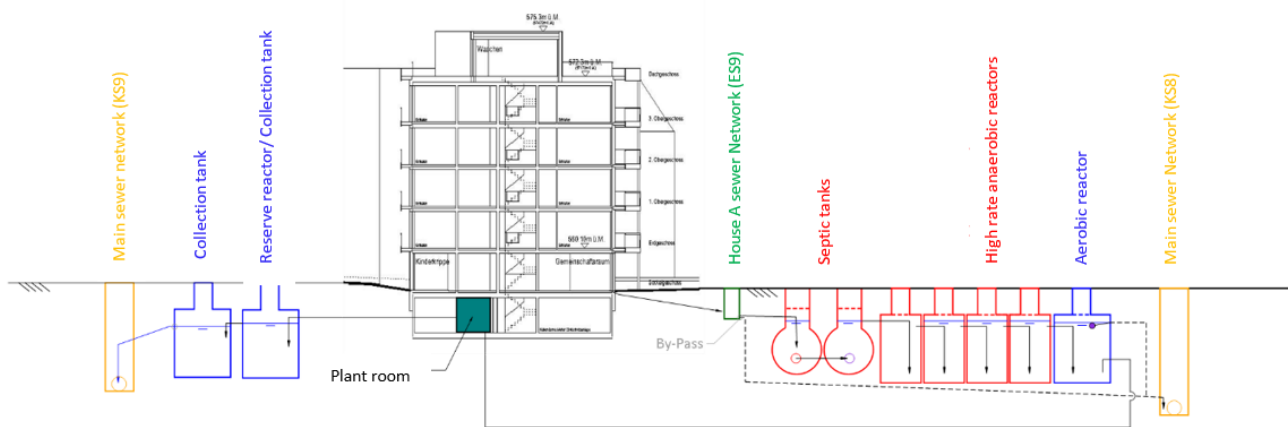 575.3m ü.M.
Waschen
572.3m ü.M.
Dachgeschoss
3. Obergeschoss
2. Obergeschoss
1. Obergeschoss
Erdgeschoss
Kinderkrippe
Gemeinschaftsraum
Plant room
Main sewer network (KS9)
Collection tank
Reserve reactor/ Collection tank
House A sewer Network (ES9)
Septic tanks
High rate anaerobic reactors
Aerobic reactor
Main sewer Network (KS8)
By-Pass